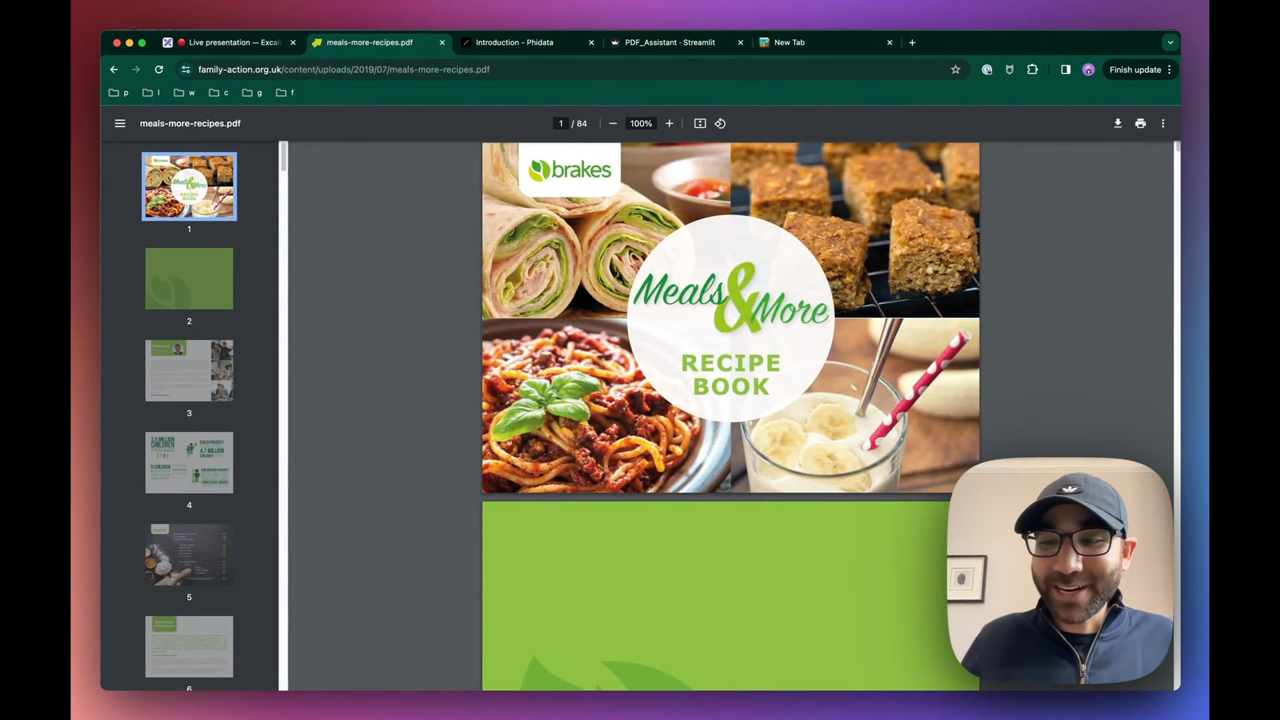 Live presentation — Excali
meals-more-recipes.pdf
Introduction - Phidata
PDF_Assistant · Streamlit
New Tab
family-action.org.uk/content/uploads/2019/07/meals-more-recipes.pdf
Finish update
p
l
w
c
g
f
meals-more-recipes.pdf
1 / 84
100%
brakes
Meals & More
RECIPE
BOOK
1
2
3
4
5
6